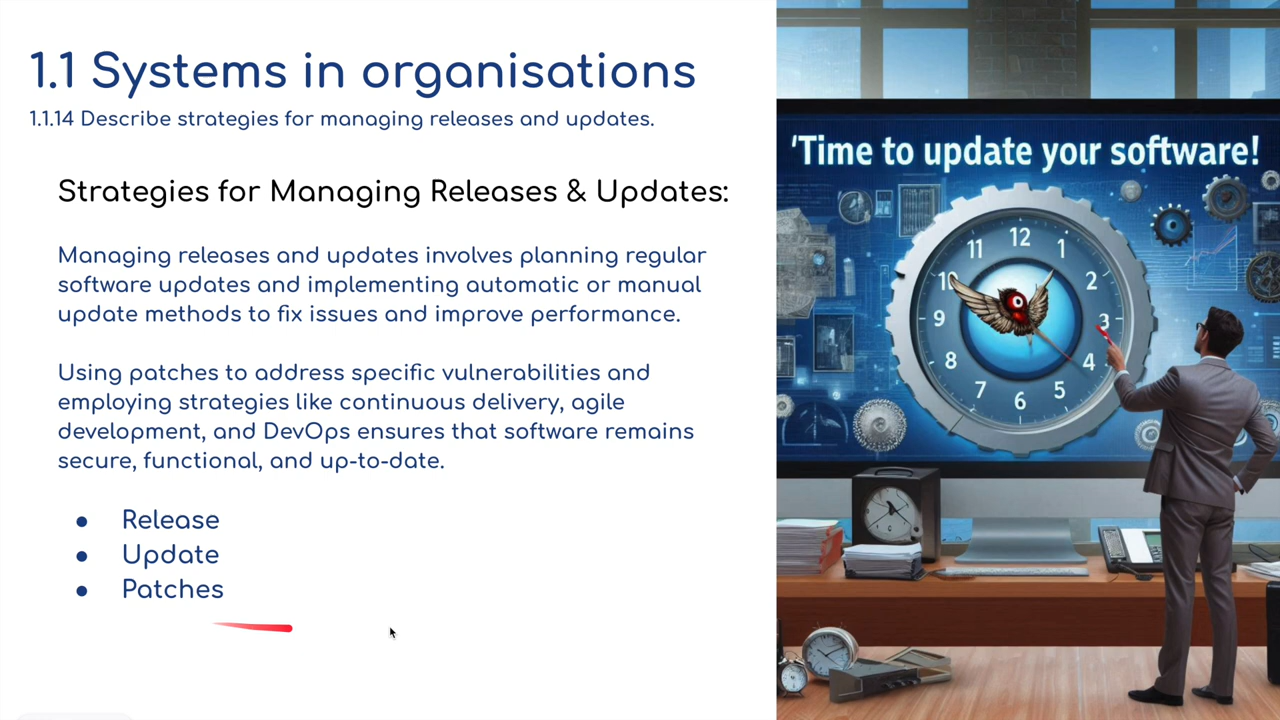 1.1 Systems in organisations
1.1.14 Describe strategies for managing releases and updates.
Strategies for Managing Releases & Updates:
Managing releases and updates involves planning regular
software updates and implementing automatic or manual
update methods to fix issues and improve performance.
Using patches to address specific vulnerabilities and
employing strategies like continuous delivery, agile
development, and DevOps ensures that software remains
secure, functional, and up-to-date.
● Release
● Update
● Patches
'Time to update your software!
12
11 1
10 2
9 3
8 4
7 5
6